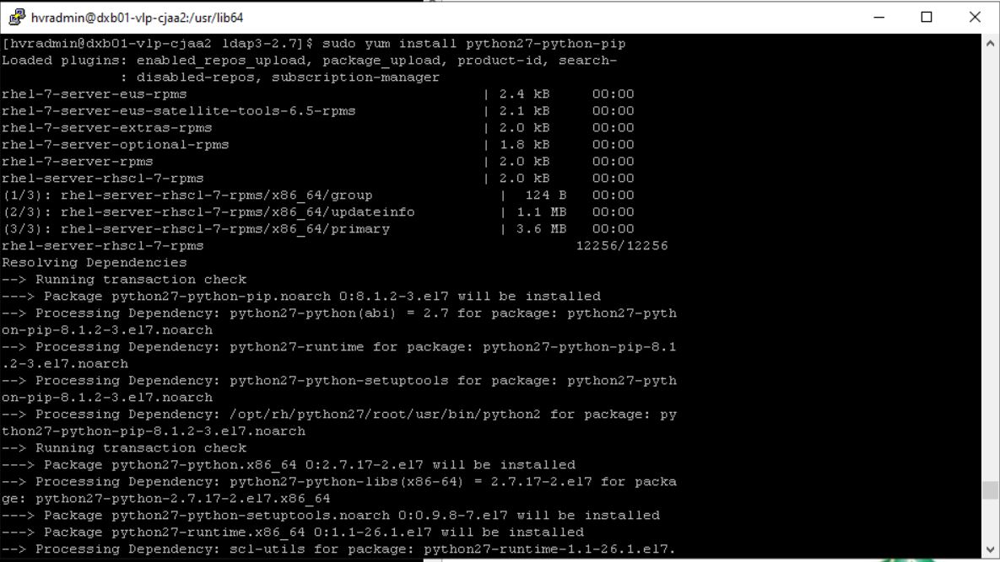 hvradmin@dxb01-vlp-cjaa2:/usr/lib64
[hvradmin@dxb01-vlp-cjaa2 ldap3-2.7]$ sudo yum install python27-python-pip
Loaded plugins: enabled_repos_upload, package_upload, product-id, search-
              : disabled-repos, subscription-manager
rhel-7-server-eus-rpms                                   | 2.4 kB     00:00
rhel-7-server-eus-satellite-tools-6.5-rpms               | 2.1 kB     00:00
rhel-7-server-extras-rpms                                | 2.0 kB     00:00
rhel-7-server-optional-rpms                              | 1.8 kB     00:00
rhel-7-server-rpms                                       | 2.0 kB     00:00
rhel-server-rhscl-7-rpms                                 | 2.0 kB     00:00
(1/3): rhel-server-rhscl-7-rpms/x86_64/group               |  124 B   00:00
(2/3): rhel-server-rhscl-7-rpms/x86_64/updateinfo          | 1.1 MB   00:00
(3/3): rhel-server-rhscl-7-rpms/x86_64/primary             | 3.6 MB   00:00
rhel-server-rhscl-7-rpms                                            12256/12256
Resolving Dependencies
--> Running transaction check
---> Package python27-python-pip.noarch 0:8.1.2-3.el7 will be installed
--> Processing Dependency: python27-python(abi) = 2.7 for package: python27-pyth
on-pip-8.1.2-3.el7.noarch
--> Processing Dependency: python27-runtime for package: python27-python-pip-8.1
.2-3.el7.noarch
--> Processing Dependency: python27-python-setuptools for package: python27-pyth
on-pip-8.1.2-3.el7.noarch
--> Processing Dependency: /opt/rh/python27/root/usr/bin/python2 for package: py
thon27-python-pip-8.1.2-3.el7.noarch
--> Running transaction check
---> Package python27-python.x86_64 0:2.7.17-2.el7 will be installed
--> Processing Dependency: python27-python-libs(x86-64) = 2.7.17-2.el7 for packa
ge: python27-python-2.7.17-2.el7.x86_64
---> Package python27-python-setuptools.noarch 0:0.9.8-7.el7 will be installed
---> Package python27-runtime.x86_64 0:1.1-26.1.el7 will be installed
--> Processing Dependency: scl-utils for package: python27-runtime-1.1-26.1.el7.